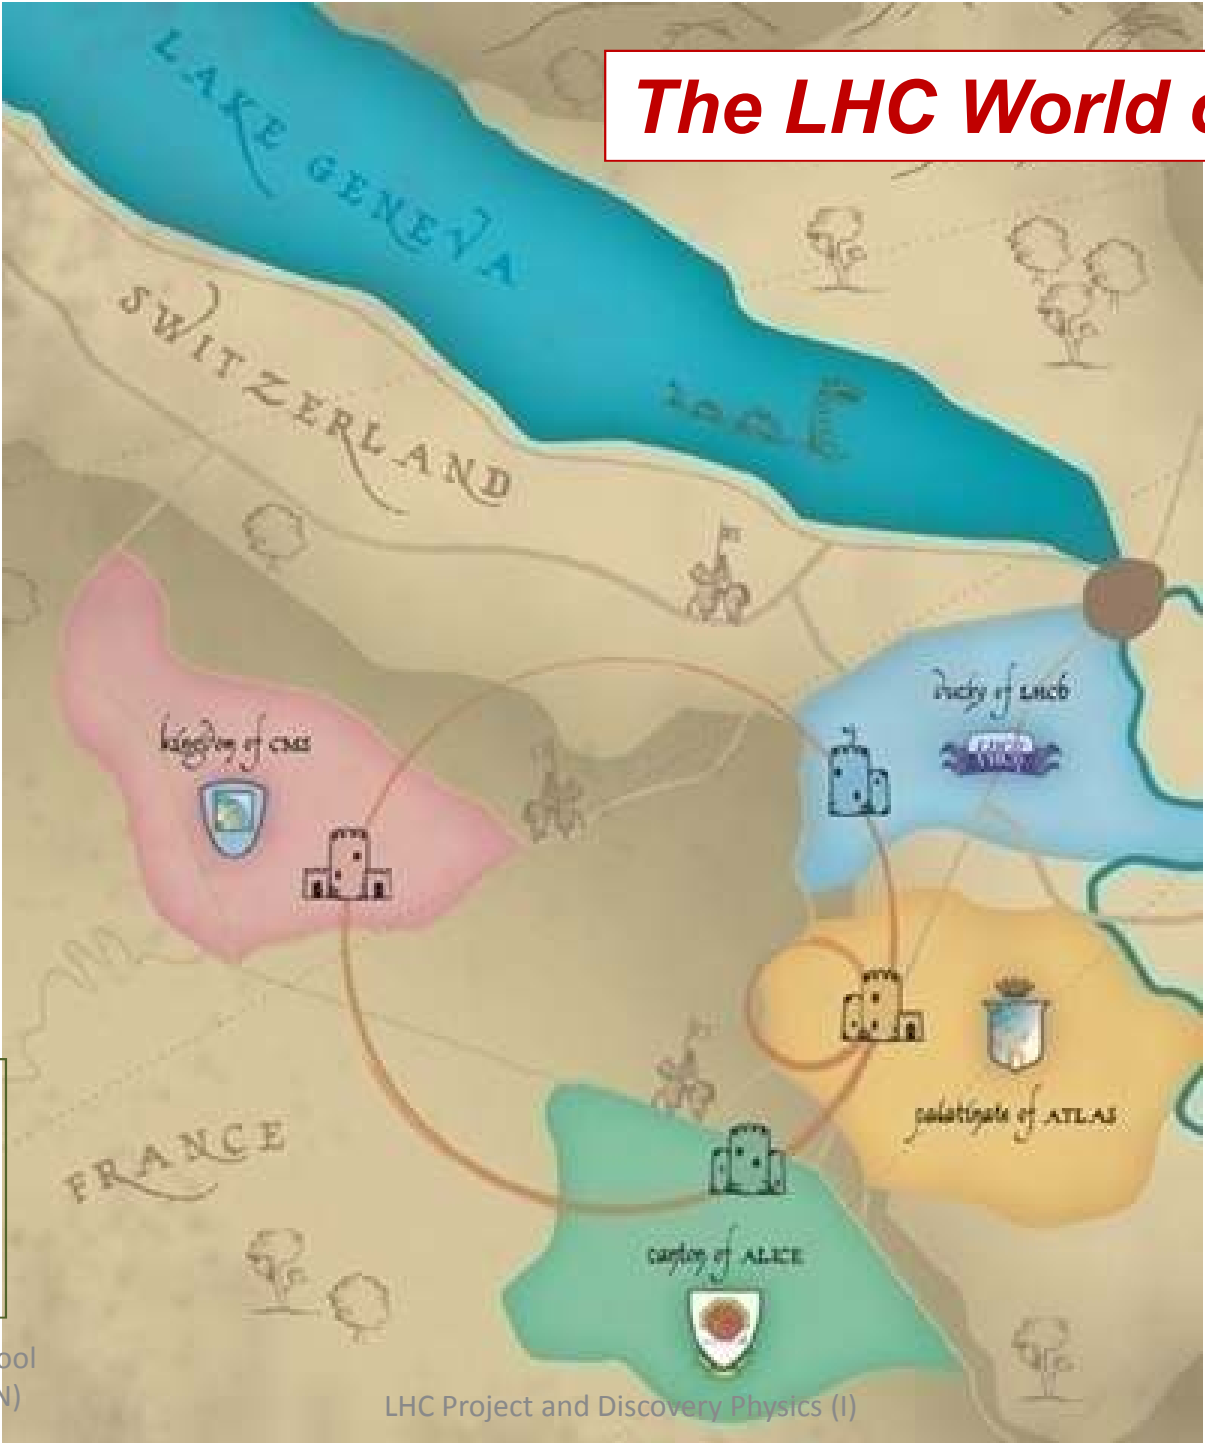 The LHC World o
LAKE GENEVA
SWITZERLAND
duchy of LHCb
kingdom of CMS
palatinate of ATLAS
FRANCE
canton of ALICE
ool
N)
LHC Project and Discovery Physics (I)